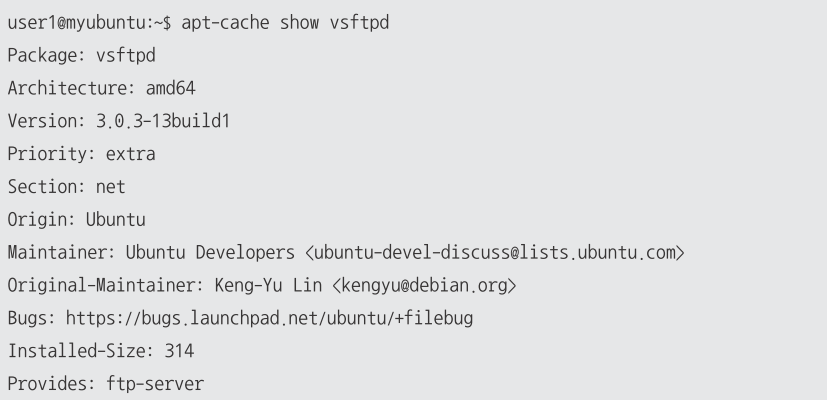 user1@myubuntu:~$ apt-cache show vsftpd
Package: vsftpd
Architecture: amd64
Version: 3.0.3-13build1
Priority: extra
Section: net
Origin: Ubuntu
Maintainer: Ubuntu Developers <ubuntu-devel-discuss@lists.ubuntu.com>
Original-Maintainer: Keng-Yu Lin <kengyu@debian.org>
Bugs: https://bugs.launchpad.net/ubuntu/+filebug
Installed-Size: 314
Provides: ftp-server